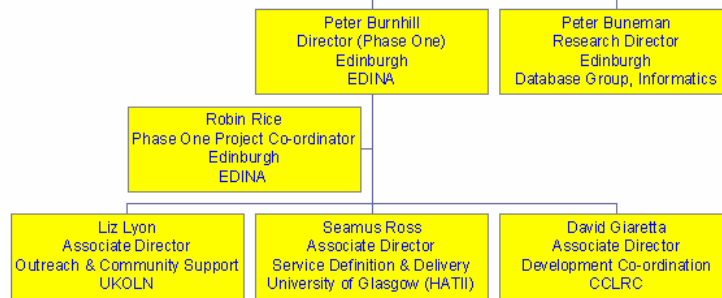 Peter Burnhill
Director (Phase One)
Edinburgh
EDINA
Peter Buneman
Research Director
Edinburgh
Database Group, Informatics
Robin Rice
Phase One Project Co-ordinator
Edinburgh
EDINA
Liz Lyon
Associate Director
Outreach & Community Support
UKOLN
Seamus Ross
Associate Director
Service Definition & Delivery
University of Glasgow (HATII)
David Giaretta
Associate Director
Development Co-ordination
CCLRC